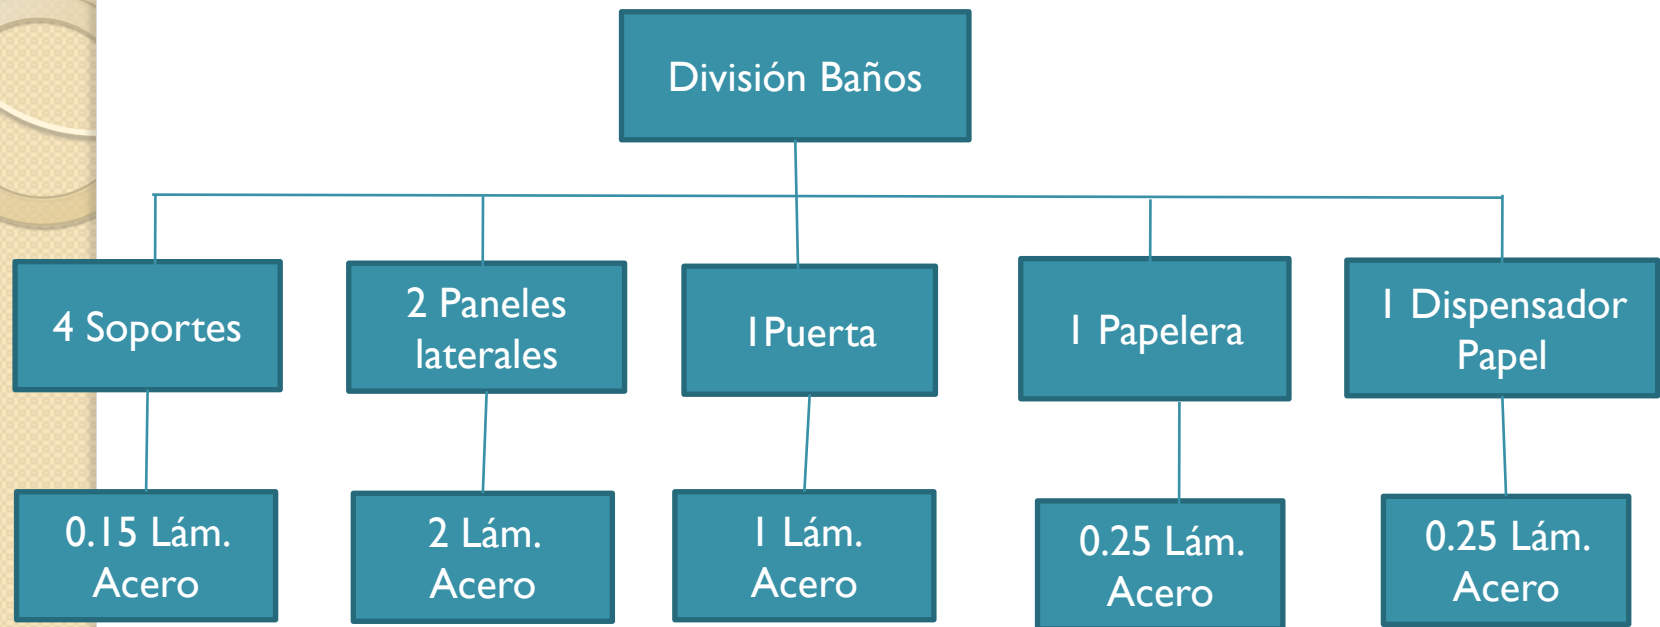 División Baños
4 Soportes
2 Paneles
laterales
1Puerta
1 Papelera
1 Dispensador
Papel
0.15 Lám.
Acero
2 Lám.
Acero
1 Lám.
Acero
0.25 Lám.
Acero
0.25 Lám.
Acero